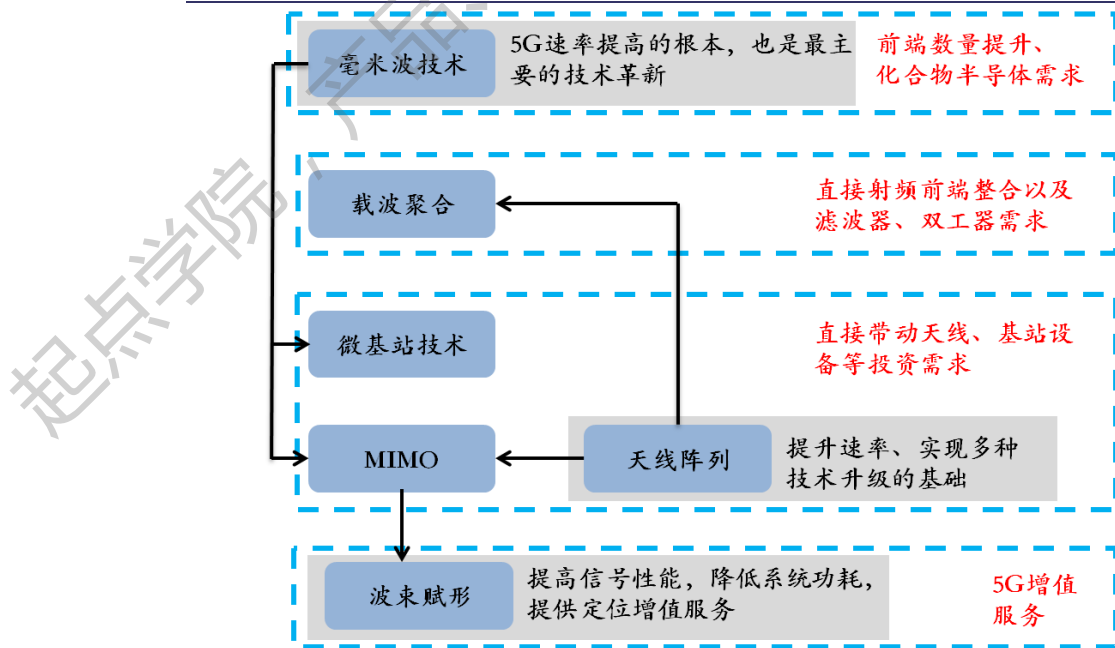 毫米波技术
5G速率提高的根本，也是最主
要的技术革新
前端数量提升、
化合物半导体需求
载波聚合
直接射频前端整合以及
滤波器、双工器需求
微基站技术
直接带动天线、基站设
备等投资需求
MIMO
天线阵列
提升速率、实现多种
技术升级的基础
波束赋形
提高信号性能，降低系统功耗，
提供定位增值服务
5G增值
服务
起点学院，产品